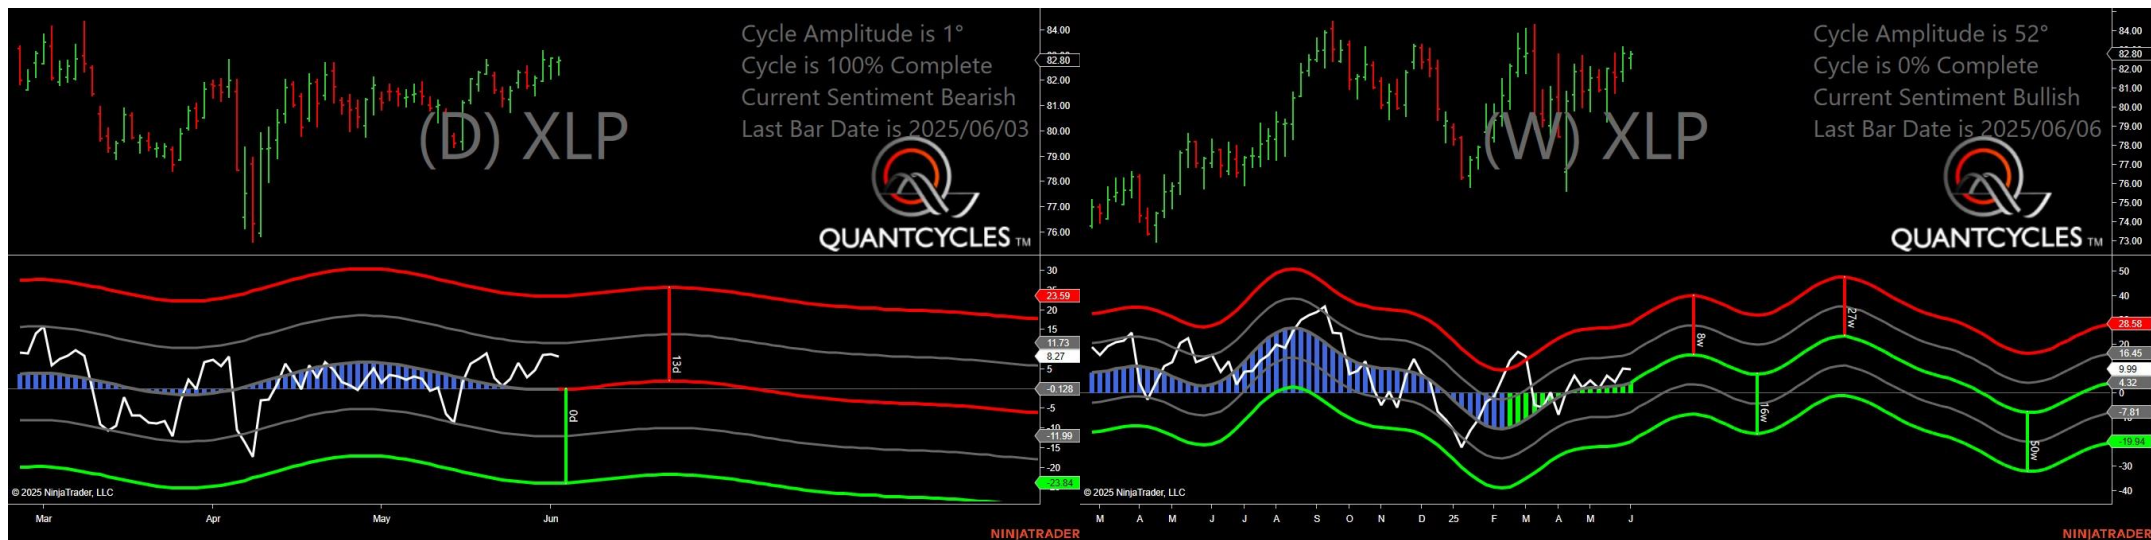 Cycle Amplitude is 1°
Cycle is 100% Complete
Current Sentiment Bearish
Last Bar Date is 2025/06/03
(D) XLP
QUANTCYCLES TM
84.00
82.80
82.00
81.00
80.00
79.00
78.00
77.00
76.00
30
23.59
15
11.73
8.27
5
-0.128
-5
-11.99
-15
-20
-23.84
13d
0d
© 2025 NinjaTrader, LLC
Mar
Apr
May
Jun
NINJATRADER
Cycle Amplitude is 52°
Cycle is 0% Complete
Current Sentiment Bullish
Last Bar Date is 2025/06/06
(W) XLP
QUANTCYCLES TM
84.00
82.80
82.00
81.00
80.00
79.00
78.00
77.00
76.00
75.00
74.00
73.00
50
40
28.58
20
16.45
9.99
4.32
0
-7.81
-19.94
-30
-40
8w
16w
27w
50w
© 2025 NinjaTrader, LLC
M A M J J A S O N D 25 F M A M J
NINJATRADER